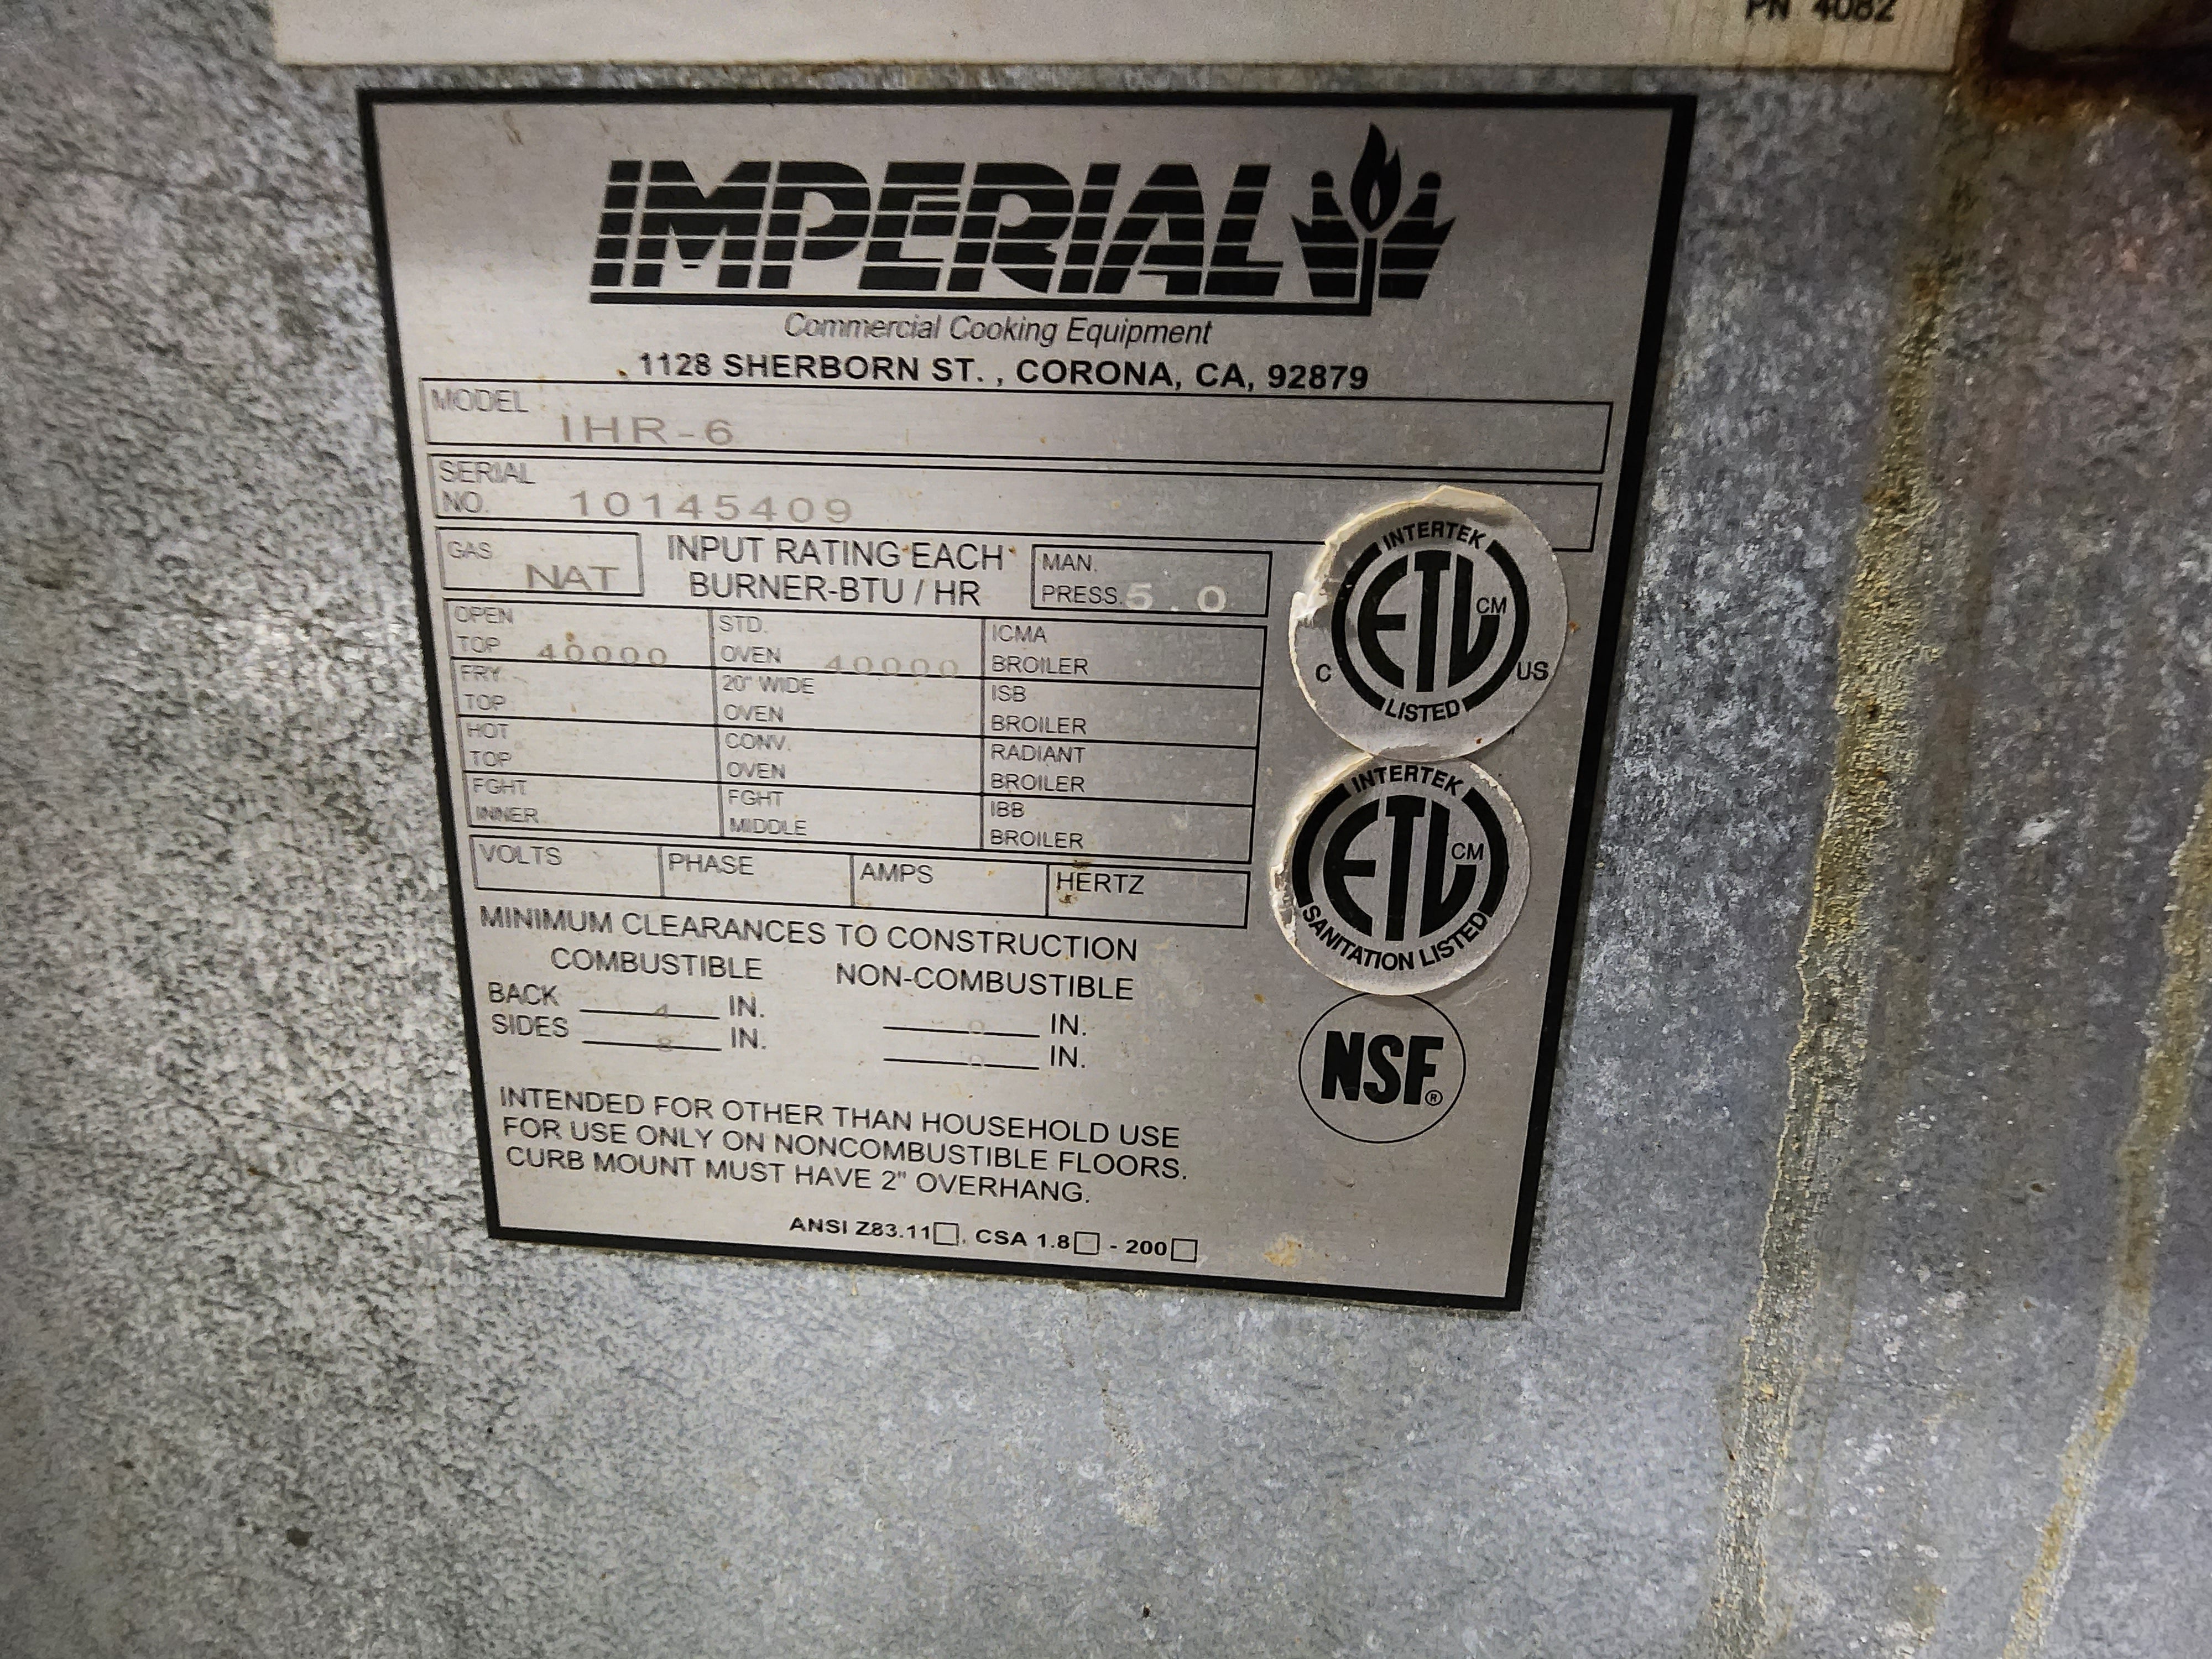 PN 4082
IMPERIAL
Commercial Cooking Equipment
1128 SHERBORN ST. , CORONA, CA, 92879
MODEL IHR-6
SERIAL
NO. 10145409
GAS NAT
INPUT RATING EACH
BURNER-BTU / HR
MAN.
PRESS. 5.0
OPEN
TOP 40000
STD.
OVEN 40000
ICMA
BROILER
FRY
TOP
20" WIDE
OVEN
ISB
BROILER
HOT
TOP
CONV.
OVEN
RADIANT
BROILER
FGHT
INNER
FGHT
MIDDLE
IBB
BROILER
VOLTS PHASE AMPS HERTZ
MINIMUM CLEARANCES TO CONSTRUCTION
COMBUSTIBLE NON-COMBUSTIBLE
BACK 4 IN. 0 IN.
SIDES 8 IN. 0 IN.
INTENDED FOR OTHER THAN HOUSEHOLD USE
FOR USE ONLY ON NONCOMBUSTIBLE FLOORS.
CURB MOUNT MUST HAVE 2" OVERHANG.
ANSI Z83.11□, CSA 1.8□ - 200□
INTERTEK
ETL CM
C US
LISTED
INTERTEK
ETL CM
SANITATION LISTED
NSF®